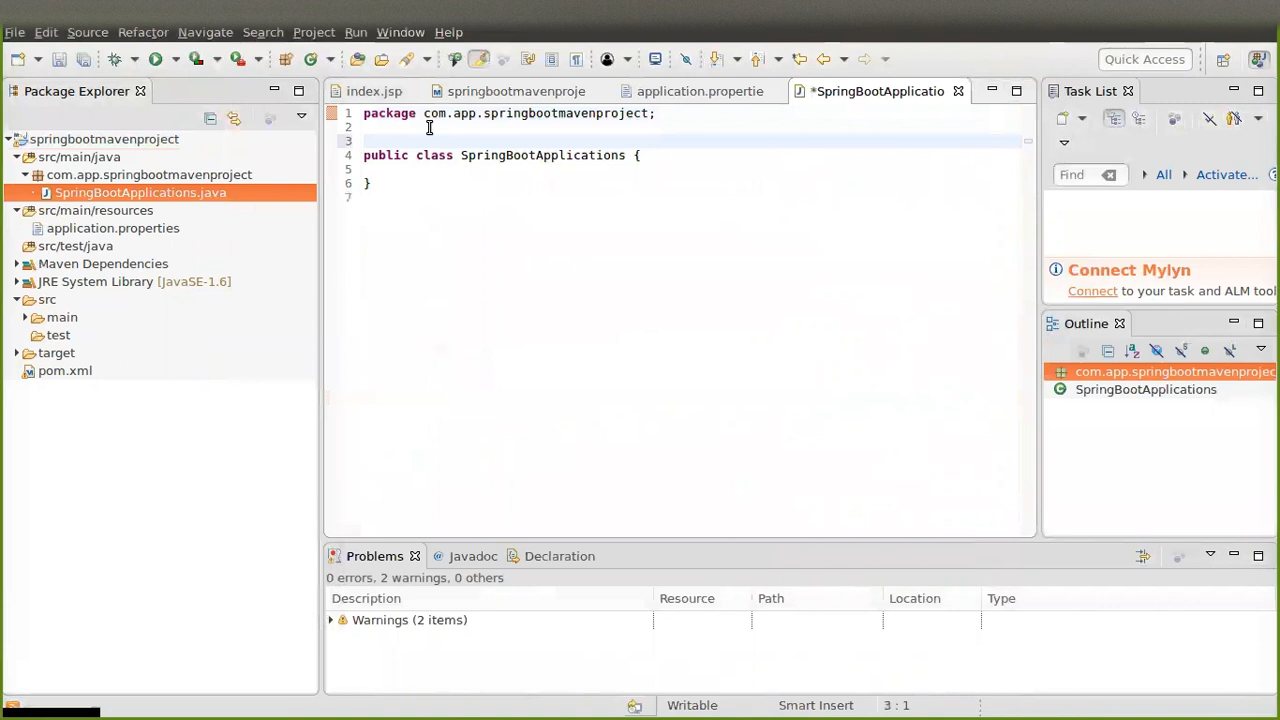 File Edit Source Refactor Navigate Search Project Run Window Help
Quick Access
Package Explorer
index.jsp
springbootmavenproje
application.propertie
*SpringBootApplicatio
Task List
springbootmavenproject
src/main/java
com.app.springbootmavenproject
SpringBootApplications.java
src/main/resources
application.properties
src/test/java
Maven Dependencies
JRE System Library [JavaSE-1.6]
src
main
test
target
pom.xml
1 package com.app.springbootmavenproject;
2
3
4 public class SpringBootApplications {
5
6 }
7
Find All Activate...
Connect Mylyn
Connect to your task and ALM tool
Outline
com.app.springbootmavenprojec
SpringBootApplications
Problems @ Javadoc Declaration
0 errors, 2 warnings, 0 others
Description Resource Path Location Type
Warnings (2 items)
Writable Smart Insert 3 : 1